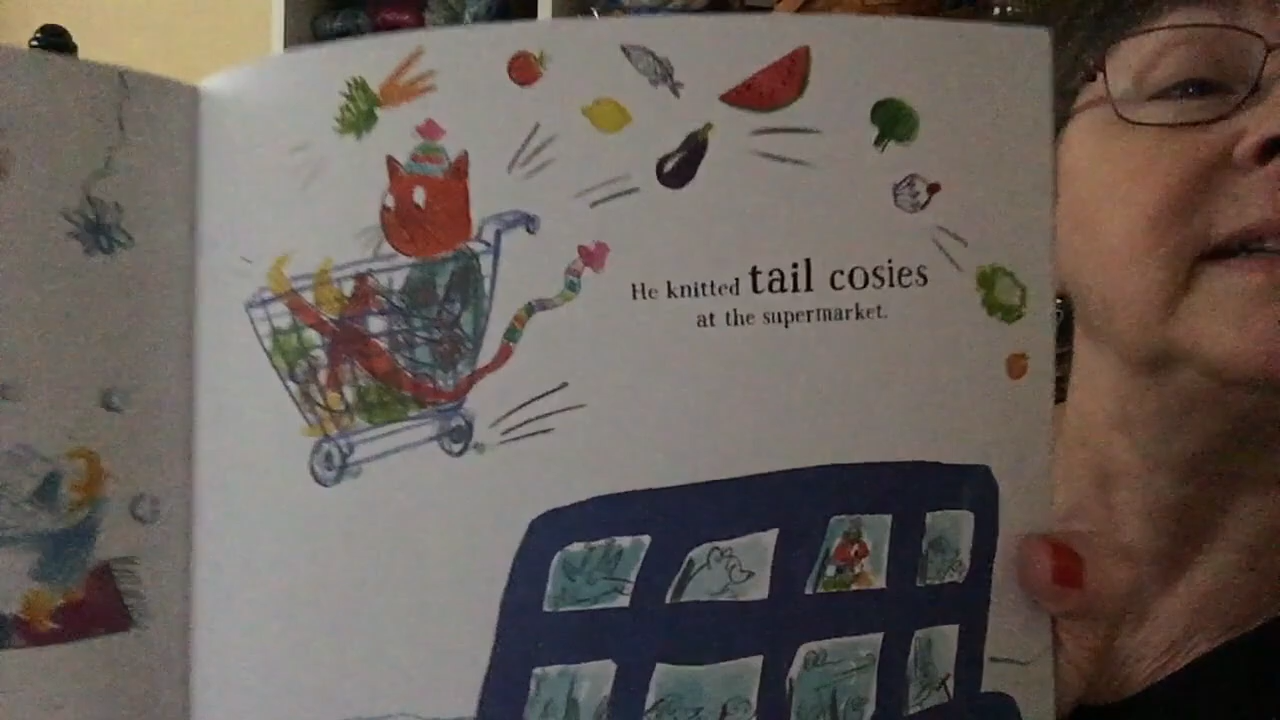 He knitted tail cosies
at the supermarket.